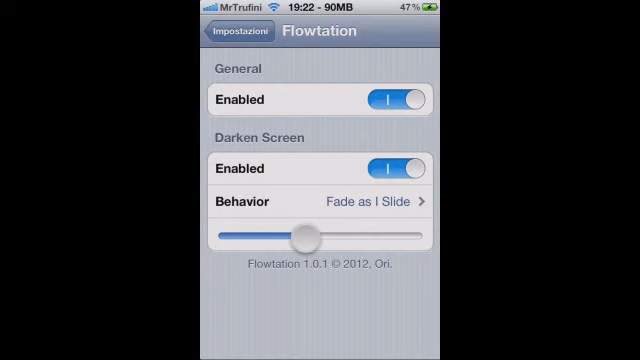 MrTrufini 19:22 - 90MB 47%
Impostazioni Flowtation
General
Enabled
Darken Screen
Enabled
Behavior Fade as I Slide
Flowtation 1.0.1 © 2012, Ori.